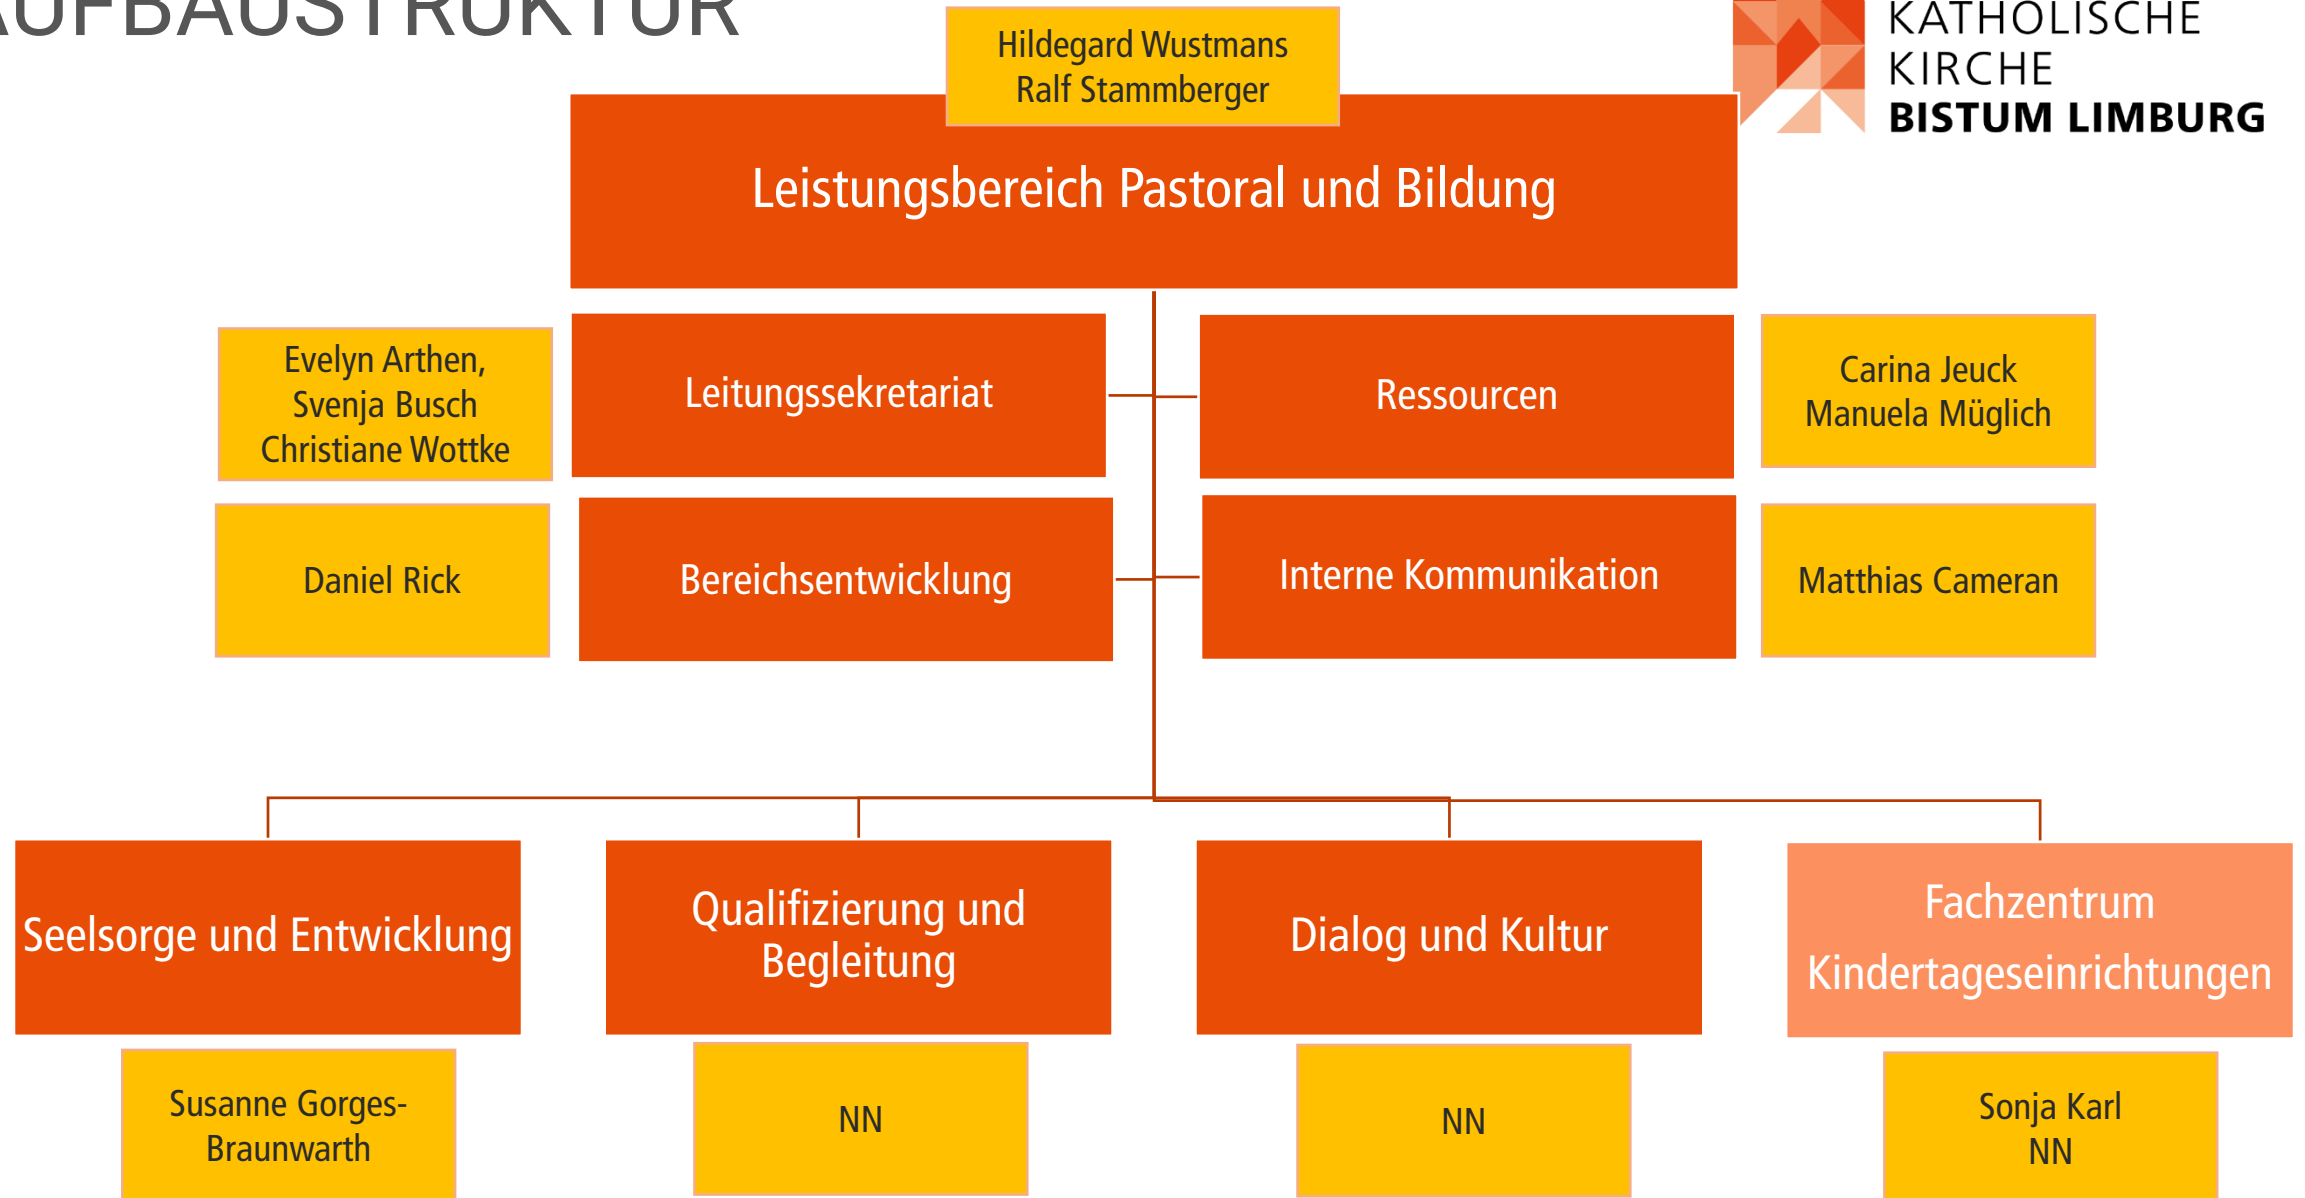 AUFBAUSTRUKTUR
KATHOLISCHE
KIRCHE
BISTUM LIMBURG
Hildegard Wustmans
Ralf Stammberger
Leistungsbereich Pastoral und Bildung
Evelyn Arthen,
Svenja Busch
Christiane Wottke
Leitungssekretariat
Ressourcen
Carina Jeuck
Manuela Müglich
Daniel Rick
Bereichsentwicklung
Interne Kommunikation
Matthias Cameran
Seelsorge und Entwicklung
Qualifizierung und
Begleitung
Dialog und Kultur
Fachzentrum
Kindertageseinrichtungen
Susanne Gorges-
Braunwarth
NN
NN
Sonja Karl
NN